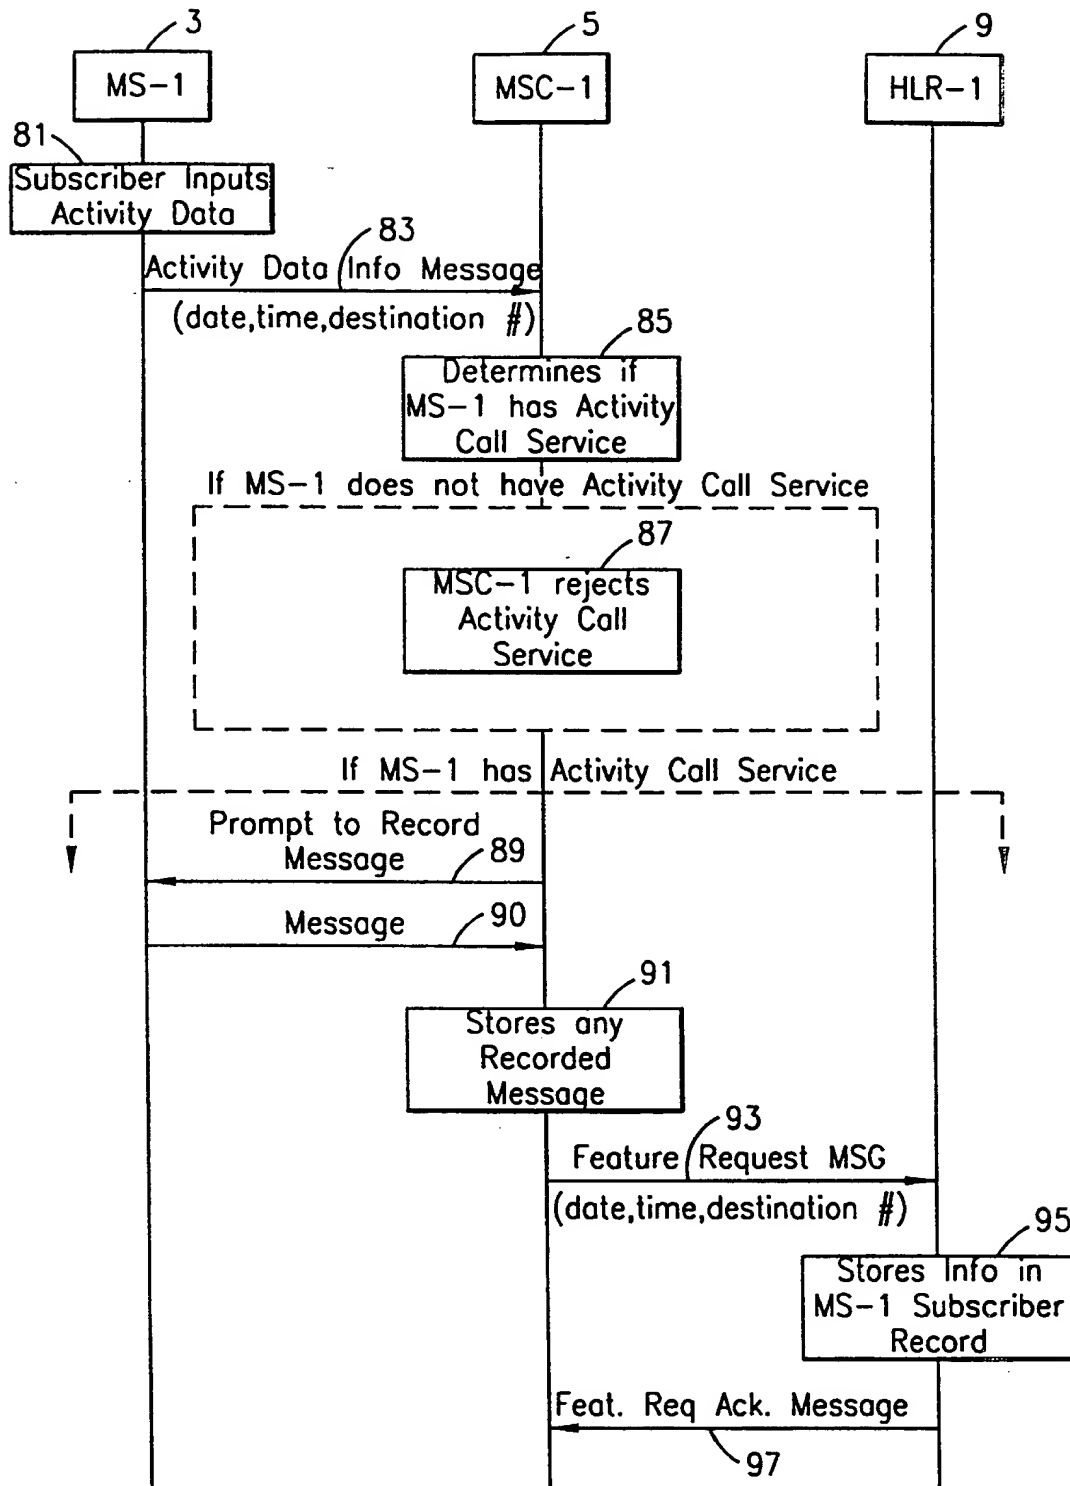 3
5
9
MS-1
MSC-1
HLR-1
81
Subscriber Inputs
Activity Data
83
Activity Data Info Message
(date,time,destination #)
85
Determines if
MS-1 has Activity
Call Service
If MS-1 does not have Activity Call Service
87
MSC-1 rejects
Activity Call
Service
If MS-1 has Activity Call Service
Prompt to Record
Message
89
Message
90
91
Stores any
Recorded
Message
93
Feature Request MSG
(date,time,destination #)
95
Stores Info in
MS-1 Subscriber
Record
Feat. Req Ack. Message
97